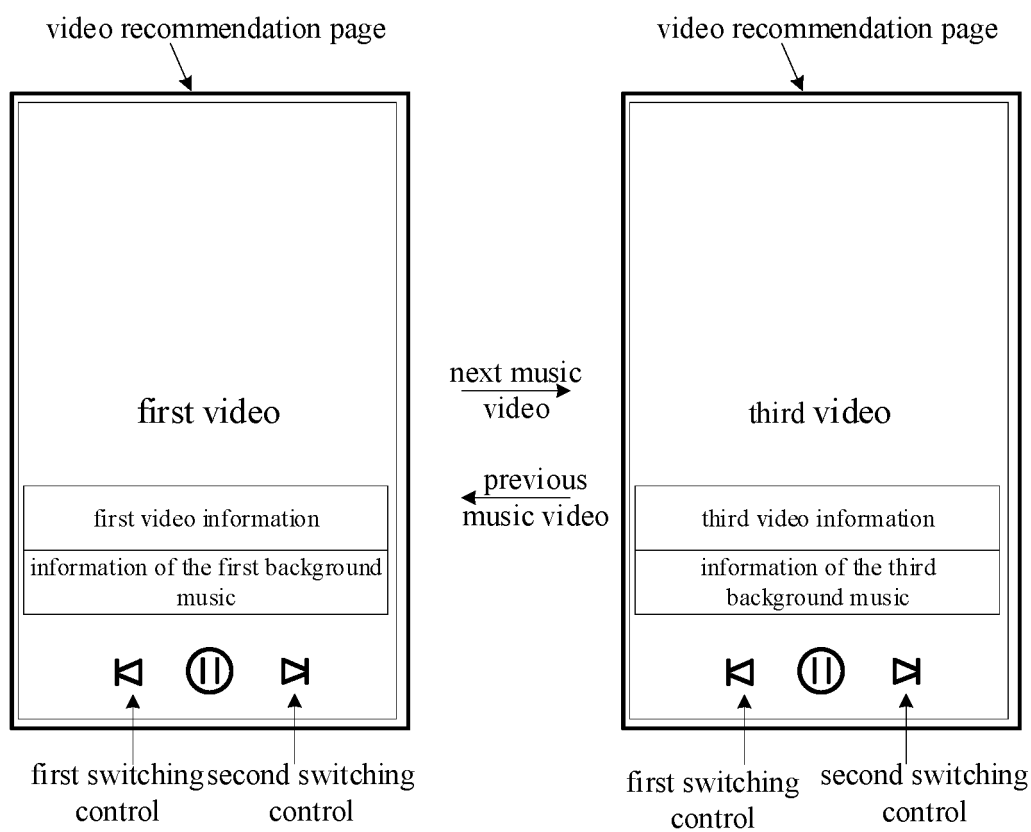 video recommendation page
first video
first video information
information of the first background
music
first switching
control
second switching
control
next music
video
previous
music video
video recommendation page
third video
third video information
information of the third
background music
first switching
control
second switching
control